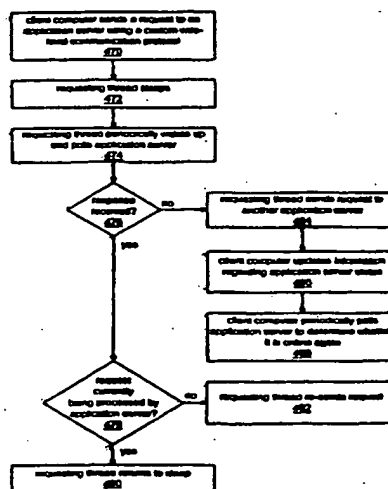 client computer sends a request to an
application server using a custom wire-
level communication protocol
470
requesting thread sleeps
472
requesting thread periodically wakes up
and polls application server
474
response
received?
no
yes
requesting thread sends request to
another application server
client computer updates information
regarding application server status
client computer periodically polls
application server to determine whether
it is online again
request
currently
being processed by
application server?
no
yes
requesting thread re-sends request
482
requesting thread returns to sleep
480